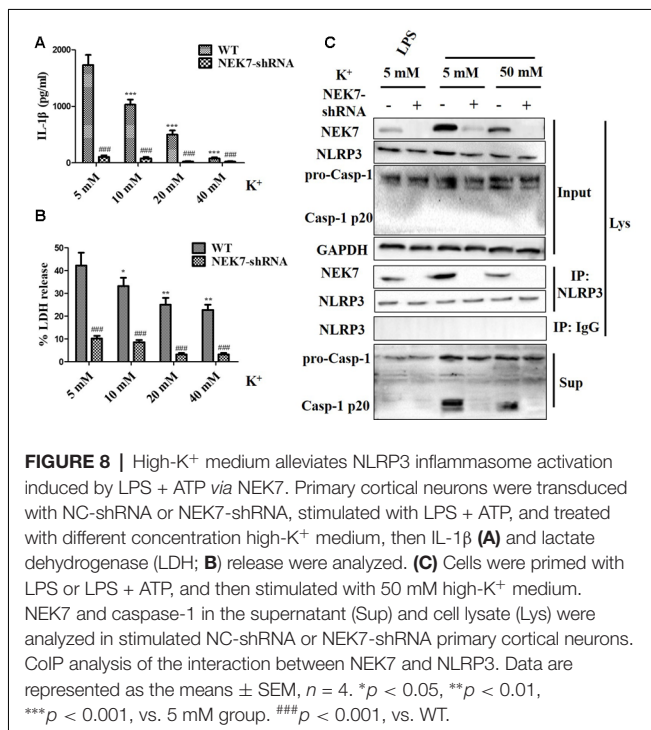 A
2000
1000
0
IL-1β (pg/ml)
WT
NEK7-shRNA
***
***
***
###
###
###
###
5 mM
10 mM
20 mM
40 mM
K+
B
50
40
30
20
10
0
% LDH release
WT
NEK7-shRNA
*
**
**
###
###
###
###
5 mM
10 mM
20 mM
40 mM
K+
C
LPS
K+ 5 mM 5 mM 50 mM
NEK7-shRNA - + - + - +
NEK7
NLRP3
pro-Casp-1
Casp-1 p20
GAPDH
Input
NEK7
NLRP3
IP: NLRP3
NLRP3
IP: IgG
Lys
pro-Casp-1
Casp-1 p20
Sup
FIGURE 8 | High-K+ medium alleviates NLRP3 inflammasome activation
induced by LPS + ATP via NEK7. Primary cortical neurons were transduced
with NC-shRNA or NEK7-shRNA, stimulated with LPS + ATP, and treated
with different concentration high-K+ medium, then IL-1β (A) and lactate
dehydrogenase (LDH; B) release were analyzed. (C) Cells were primed with
LPS or LPS + ATP, and then stimulated with 50 mM high-K+ medium.
NEK7 and caspase-1 in the supernatant (Sup) and cell lysate (Lys) were
analyzed in stimulated NC-shRNA or NEK7-shRNA primary cortical neurons.
CoIP analysis of the interaction between NEK7 and NLRP3. Data are
represented as the means ± SEM, n = 4. *p < 0.05, **p < 0.01,
***p < 0.001, vs. 5 mM group. ###p < 0.001, vs. WT.